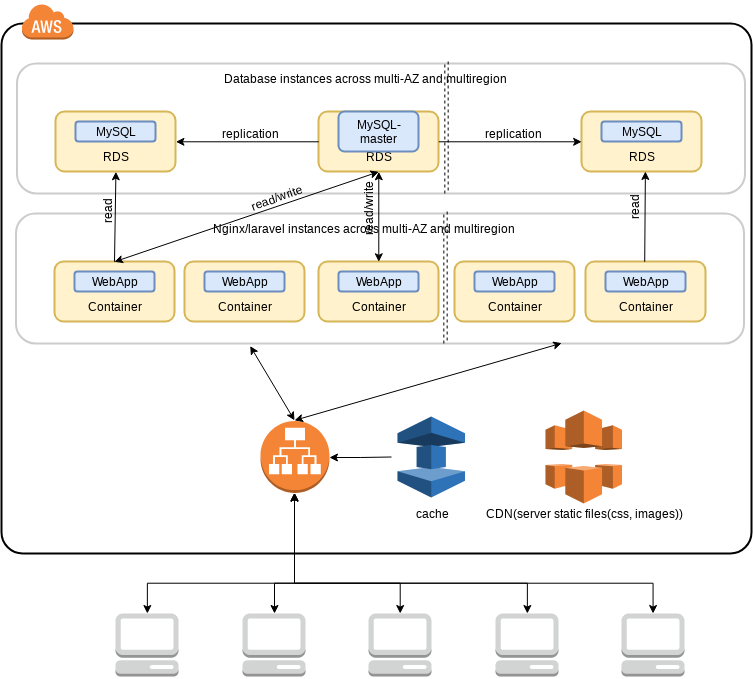 AWS
Database instances across multi-AZ and multiregion
MySQL
RDS
replication
MySQL-
master
RDS
replication
MySQL
RDS
read
read/write
read/write
read
Nginx/laravel instances across multi-AZ and multiregion
WebApp
Container
WebApp
Container
WebApp
Container
WebApp
Container
WebApp
Container
cache
CDN(server static files(css, images))